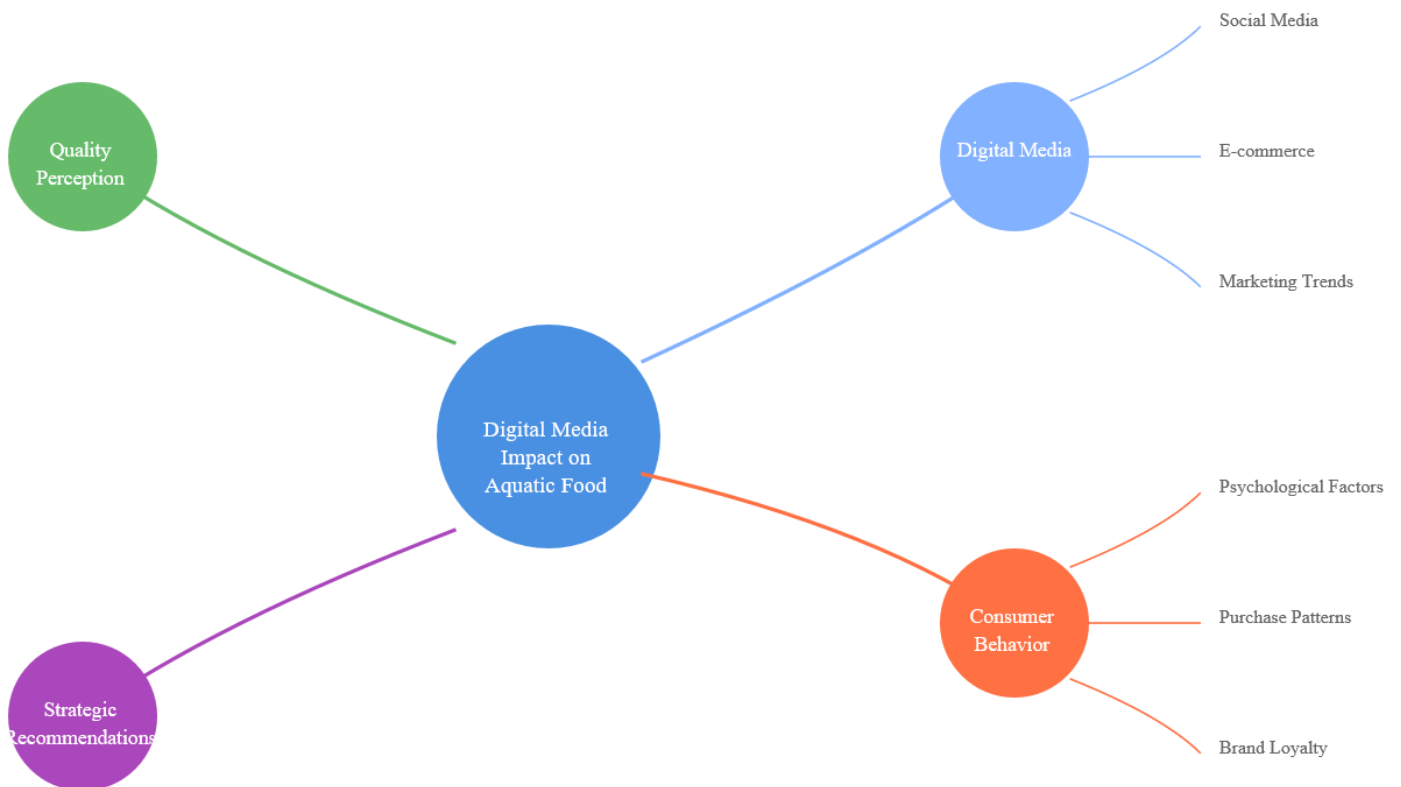 Social Media
Quality
Perception
Digital Media
E-commerce
Marketing Trends
Digital Media
Impact on
Aquatic Food
Psychological Factors
Consumer
Behavior
Purchase Patterns
Strategic
Recommendations
Brand Loyalty